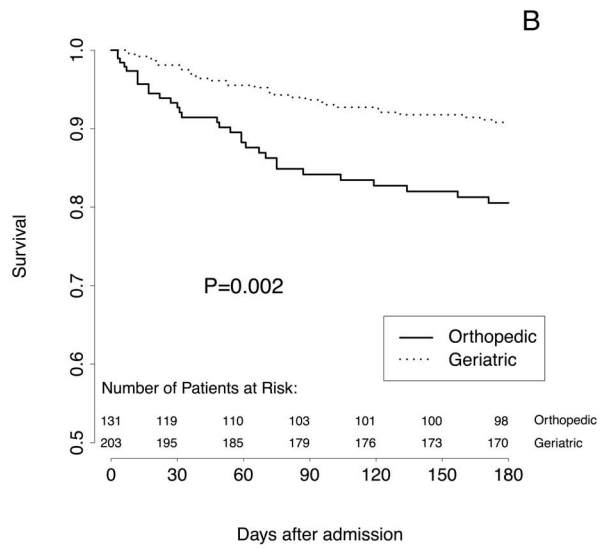 B
1.0
0.9
0.8
0.7
0.6
0.5
Survival
P=0.002
Orthopedic
Geriatric
Number of Patients at Risk:
131 119 110 103 101 100 98 Orthopedic
203 195 185 179 176 173 170 Geriatric
0 30 60 90 120 150 180
Days after admission